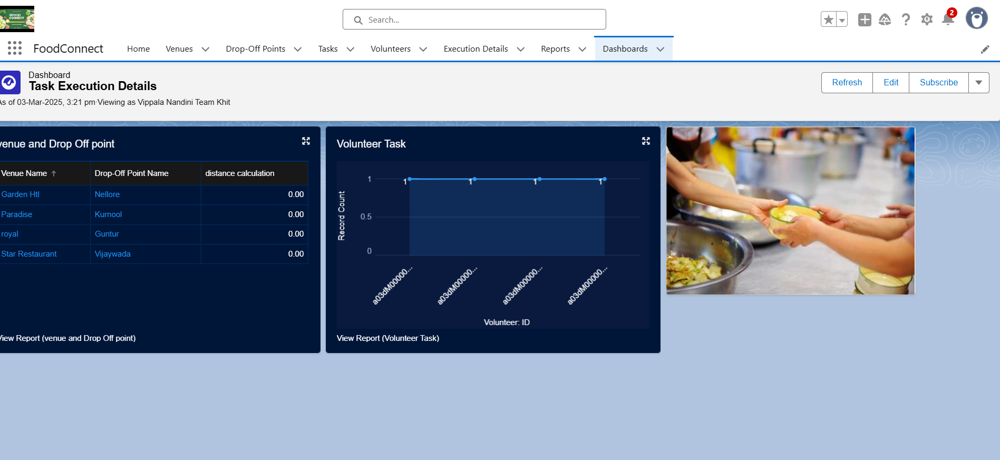 FOOD
CONNECT
Search...
2
FoodConnect
Home
Venues
Drop-Off Points
Tasks
Volunteers
Execution Details
Reports
Dashboards
Dashboard
Task Execution Details
As of 03-Mar-2025, 3:21 pm·Viewing as Vippala Nandini Team Khit
Refresh
Edit
Subscribe
venue and Drop Off point
Venue Name ↑ Drop-Off Point Name distance calculation
Garden Htl Nellore 0.00
Paradise Kurnool 0.00
royal Guntur 0.00
Star Restaurant Vijaywada 0.00
View Report (venue and Drop Off point)
Volunteer Task
Record Count
1
0.5
0
1 1 1 1
a03dM00000... a03dM00000... a03dM00000... a03dM00000...
Volunteer: ID
View Report (Volunteer Task)